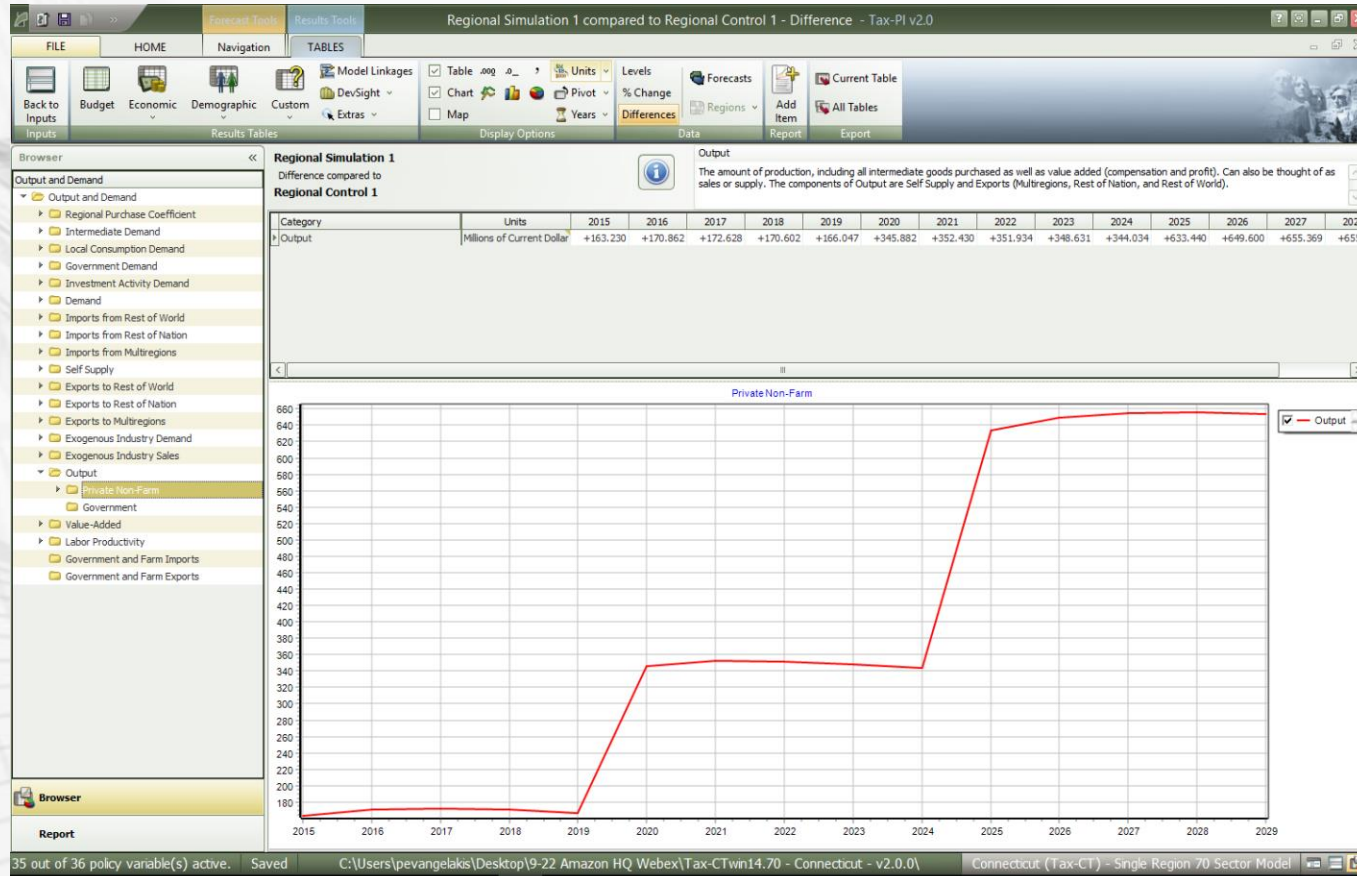 Forecast Tools Results Tools Regional Simulation 1 compared to Regional Control 1 - Difference - Tax-PI v2.0
FILE HOME Navigation TABLES
Back to Inputs
Budget
Economic
Demographic
Custom
Model Linkages
DevSight
Extras
Table .000 .0_ , Units
Chart Pivot
Map Years
Levels
% Change
Differences
Forecasts
Regions
Add Item
Current Table
All Tables
Inputs Results Tables Display Options Data Report Export
Browser «
Output and Demand
Output and Demand
Regional Purchase Coefficient
Intermediate Demand
Local Consumption Demand
Government Demand
Investment Activity Demand
Demand
Imports from Rest of World
Imports from Rest of Nation
Imports from Multiregions
Self Supply
Exports to Rest of World
Exports to Rest of Nation
Exports to Multiregions
Exogenous Industry Demand
Exogenous Industry Sales
Output
Private Non-Farm
Government
Value-Added
Labor Productivity
Government and Farm Imports
Government and Farm Exports
Browser
Report
Regional Simulation 1
Difference compared to
Regional Control 1
Output
The amount of production, including all intermediate goods purchased as well as value added (compensation and profit). Can also be thought of as
sales or supply. The components of Output are Self Supply and Exports (Multiregions, Rest of Nation, and Rest of World).
Category Units 2015 2016 2017 2018 2019 2020 2021 2022 2023 2024 2025 2026 2027
Output Millions of Current Dollar +163.230 +170.862 +172.628 +170.602 +166.047 +345.882 +352.430 +351.934 +348.631 +344.034 +633.440 +649.600 +655.369
Private Non-Farm
660
640
620
600
580
560
540
520
500
480
460
440
420
400
380
360
340
320
300
280
260
240
220
200
180
2015 2016 2017 2018 2019 2020 2021 2022 2023 2024 2025 2026 2027 2028 2029
Output
35 out of 36 policy variable(s) active. Saved C:\Users\pevangelakis\Desktop\9-22 Amazon HQ Webex\Tax-CTwin14.70 - Connecticut - v2.0.0\ Connecticut (Tax-CT) - Single Region 70 Sector Model